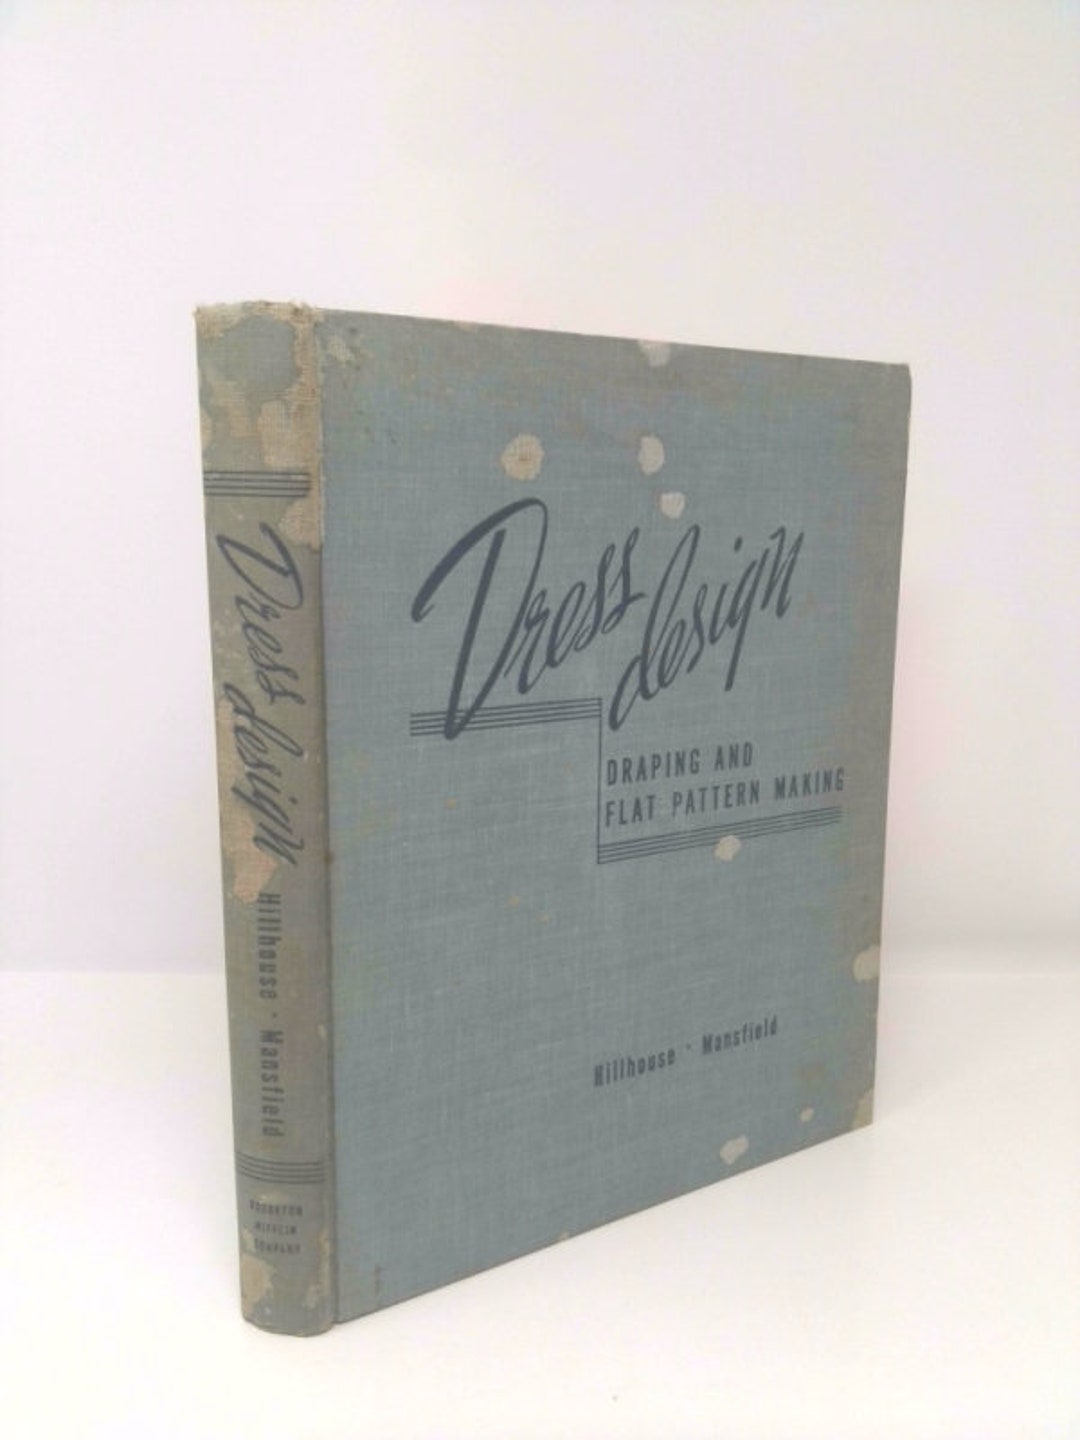 Dress design
DRAPING AND
FLAT PATTERN MAKING
Hillhouse · Mansfield
Dress design
Hillhouse · Mansfield
HOUGHTON
MIFFLIN
COMPANY